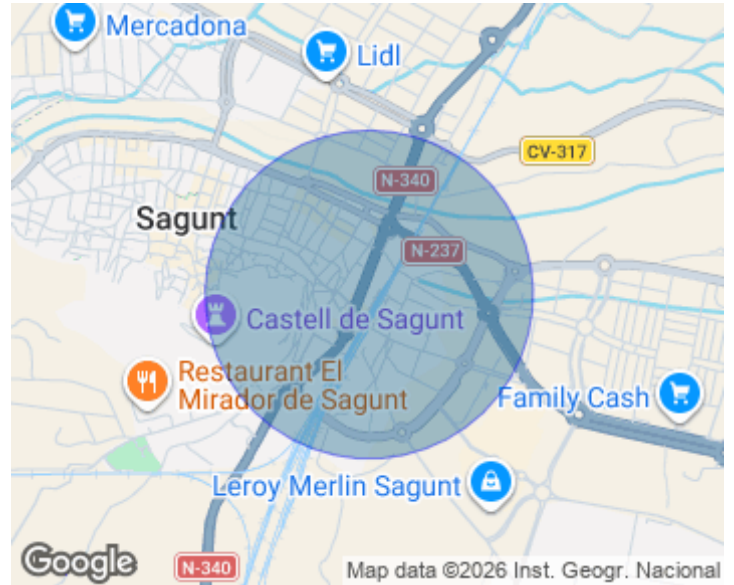 Mercadona
Lidl
CV-317
N-340
Sagunt
N-237
Castell de Sagunt
Restaurant El
Mirador de Sagunt
Family Cash
Leroy Merlin Sagunt
Google
N-340
Map data ©2026 Inst. Geogr. Nacional